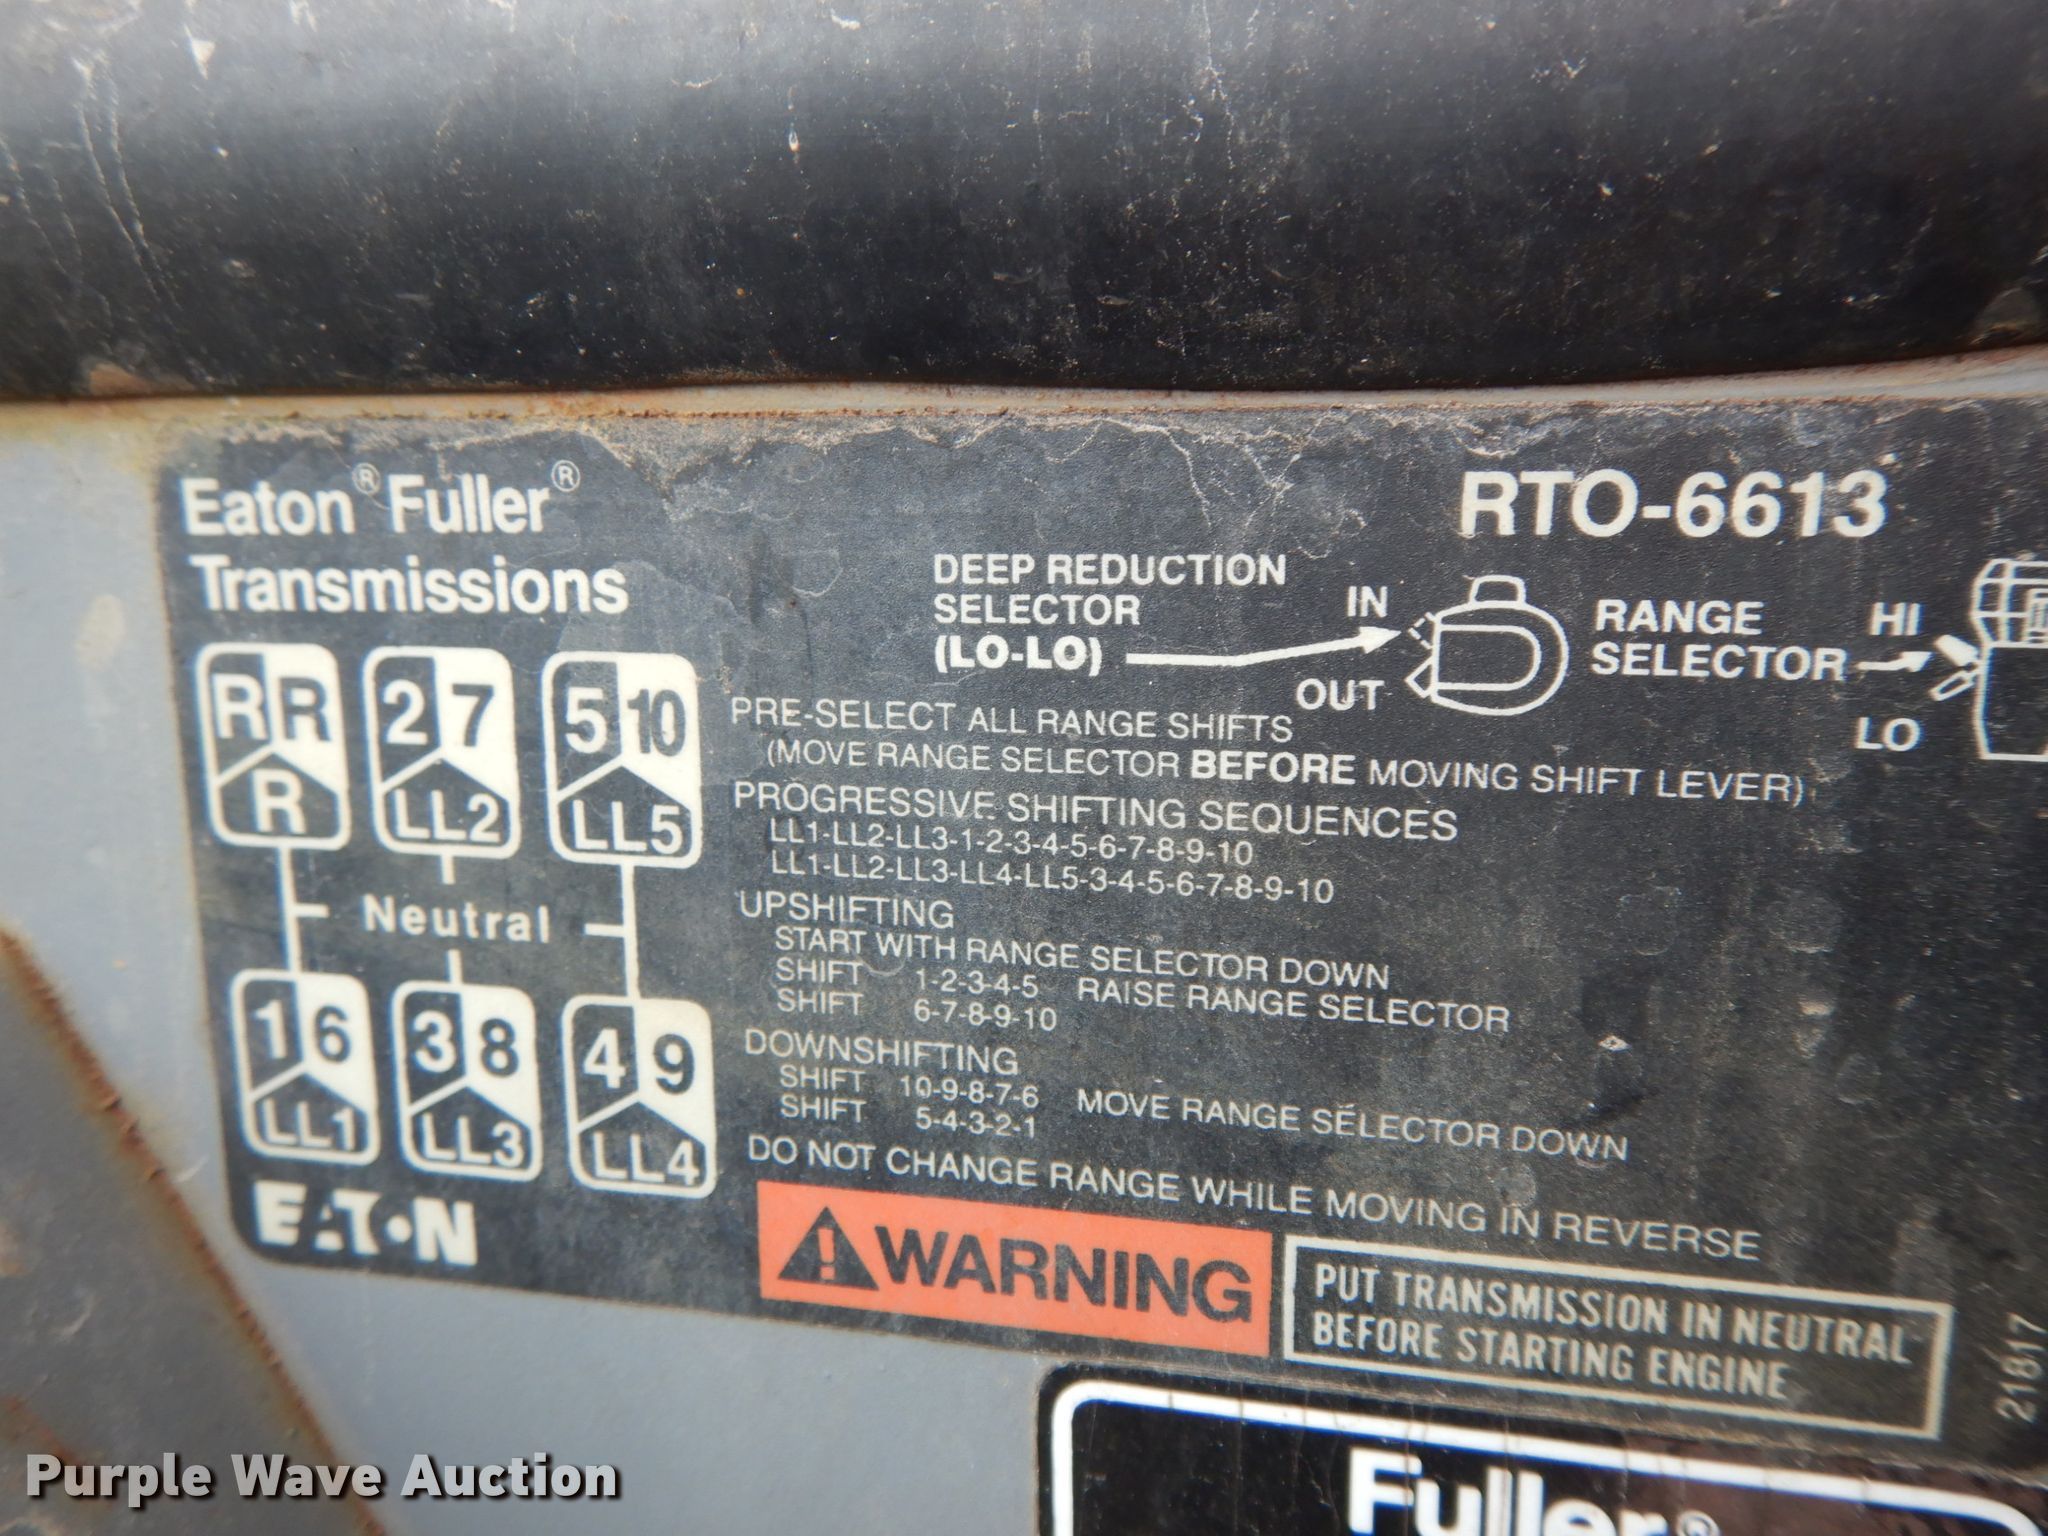 Eaton® Fuller®
Transmissions
RTO-6613
DEEP REDUCTION
SELECTOR
(LO-LO)
IN
OUT
RANGE
SELECTOR
HI
LO
R R
R
2 7
LL2
5 10
LL5
Neutral
1 6
LL1
3 8
LL3
4 9
LL4
EATON
PRE-SELECT ALL RANGE SHIFTS
(MOVE RANGE SELECTOR BEFORE MOVING SHIFT LEVER)
PROGRESSIVE SHIFTING SEQUENCES
LL1-LL2-LL3-1-2-3-4-5-6-7-8-9-10
LL1-LL2-LL3-LL4-LL5-3-4-5-6-7-8-9-10
UPSHIFTING
START WITH RANGE SELECTOR DOWN
SHIFT 1-2-3-4-5 RAISE RANGE SELECTOR
SHIFT 6-7-8-9-10
DOWNSHIFTING
SHIFT 10-9-8-7-6 MOVE RANGE SELECTOR DOWN
SHIFT 5-4-3-2-1
DO NOT CHANGE RANGE WHILE MOVING IN REVERSE
WARNING
PUT TRANSMISSION IN NEUTRAL
BEFORE STARTING ENGINE
21817
Fuller®
Purple Wave Auction